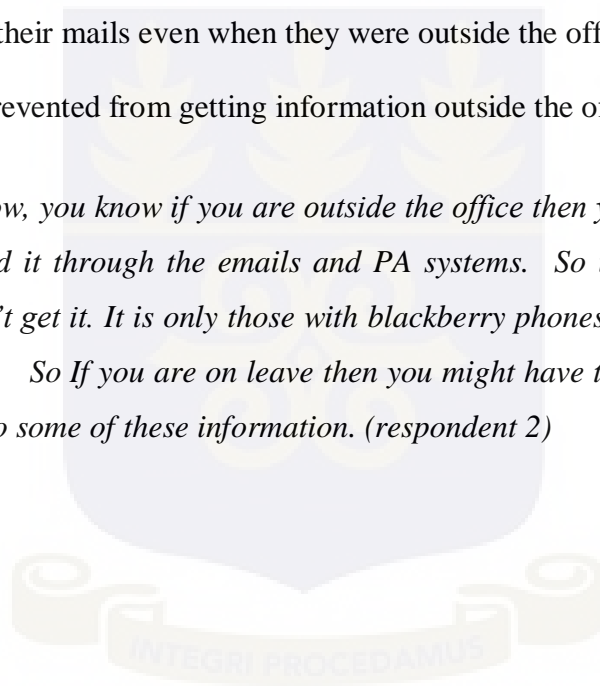 their mails even when they were outside the off
revented from getting information outside the of
ow, you know if you are outside the office then y
d it through the emails and PA systems. So
't get it. It is only those with blackberry phones
So If you are on leave then you might have t
o some of these information. (respondent 2)
INTEGRI PROCEDAMUS